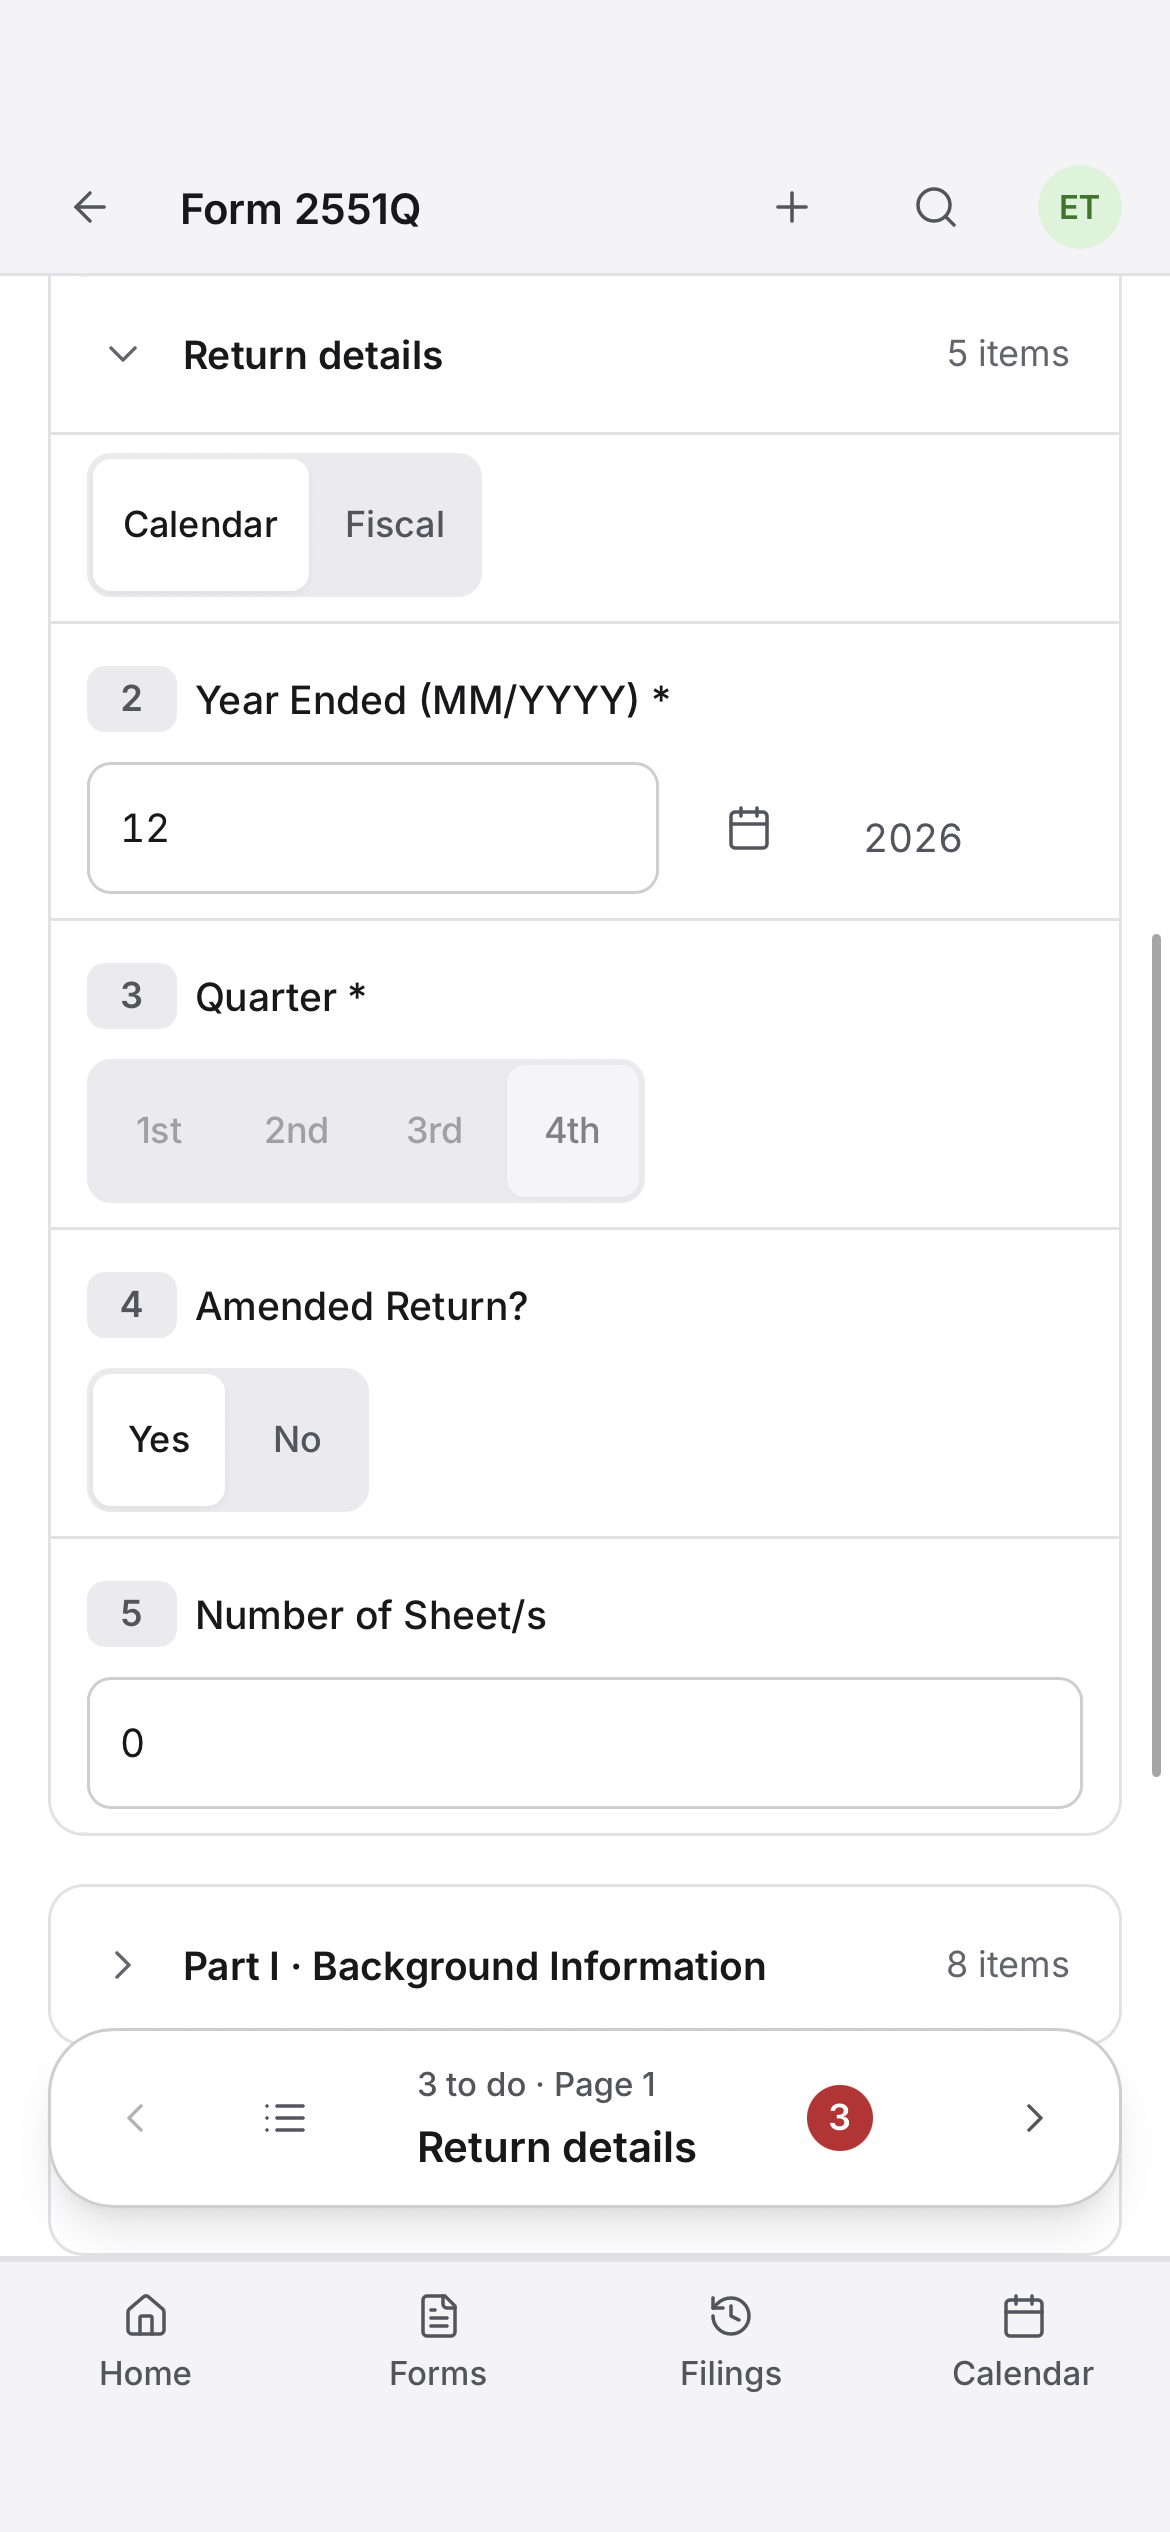 Form 2551Q
ET
Return details
5 items
Calendar
Fiscal
2 Year Ended (MM/YYYY) *
12
2026
3 Quarter *
1st 2nd 3rd 4th
4 Amended Return?
Yes No
5 Number of Sheet/s
0
Part I · Background Information
8 items
3 to do · Page 1
Return details
3
Home Forms Filings Calendar